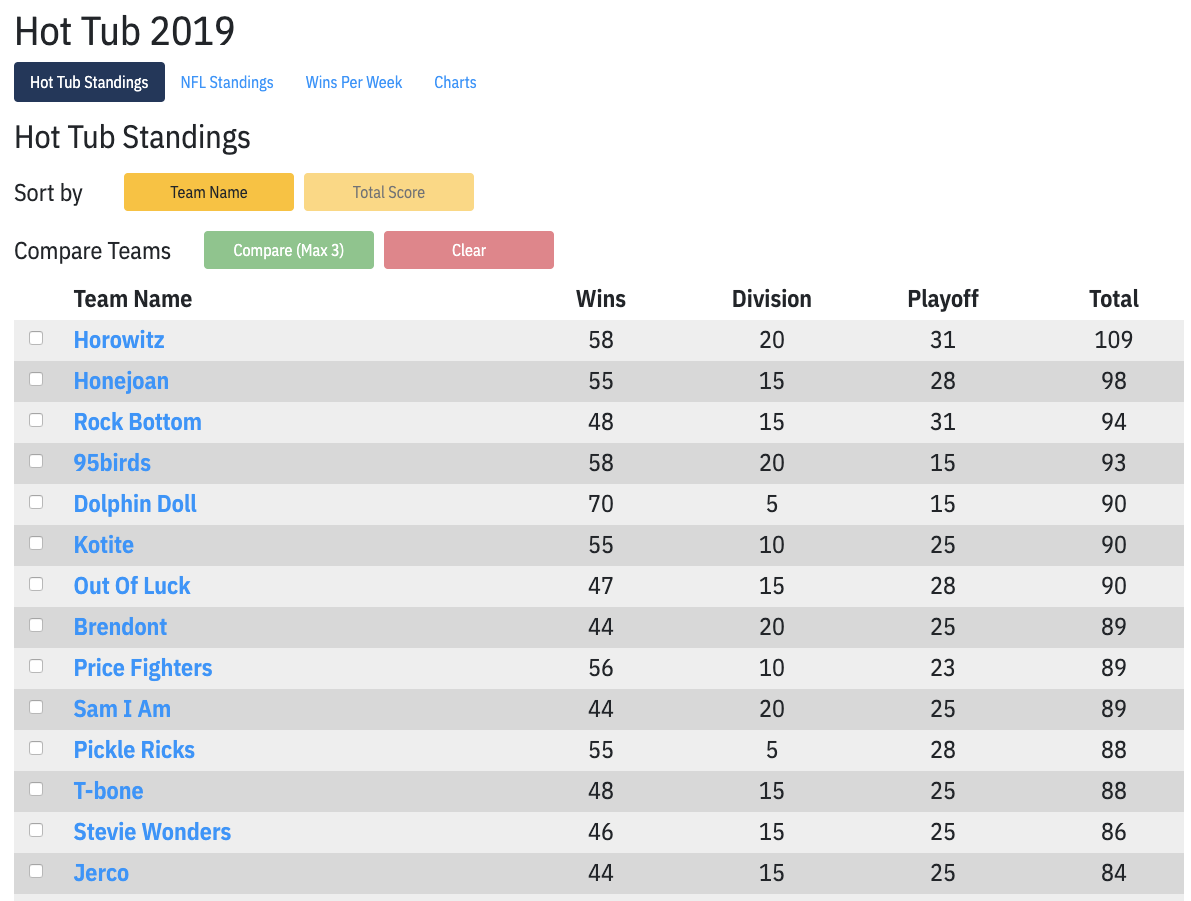 Hot Tub 2019
Hot Tub Standings NFL Standings Wins Per Week Charts
Hot Tub Standings
Sort by Team Name Total Score
Compare Teams Compare (Max 3) Clear
Team Name Wins Division Playoff Total
Horowitz 58 20 31 109
Honejoan 55 15 28 98
Rock Bottom 48 15 31 94
95birds 58 20 15 93
Dolphin Doll 70 5 15 90
Kotite 55 10 25 90
Out Of Luck 47 15 28 90
Brendont 44 20 25 89
Price Fighters 56 10 23 89
Sam I Am 44 20 25 89
Pickle Ricks 55 5 28 88
T-bone 48 15 25 88
Stevie Wonders 46 15 25 86
Jerco 44 15 25 84